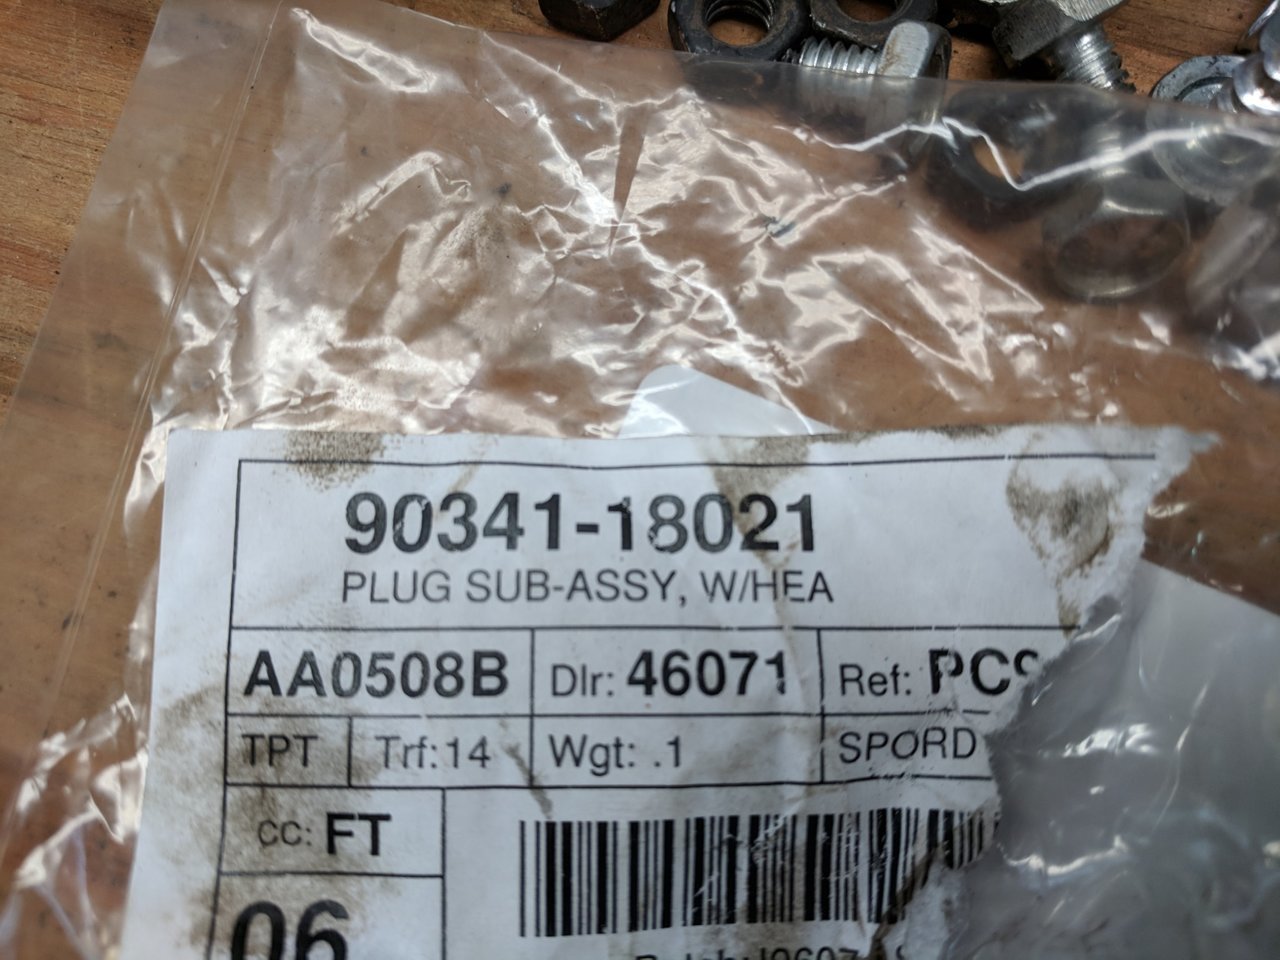 90341-18021
PLUG SUB-ASSY, W/HEA
AA0508B Dlr: 46071 Ref: PCS
TPT Trf: 14 Wgt: .1 SPORD
CC: FT
06